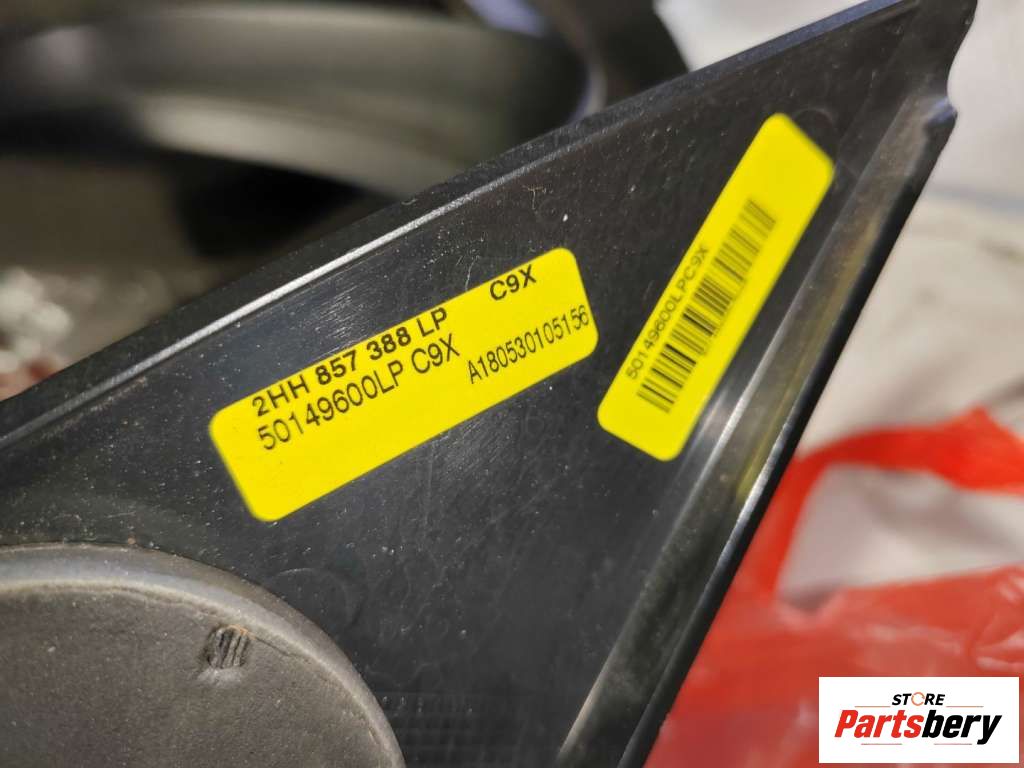 2HH 857 388 LP C9X
50149600LP C9X
A180530105156
50149600LPC9X
STORE
Partsbery